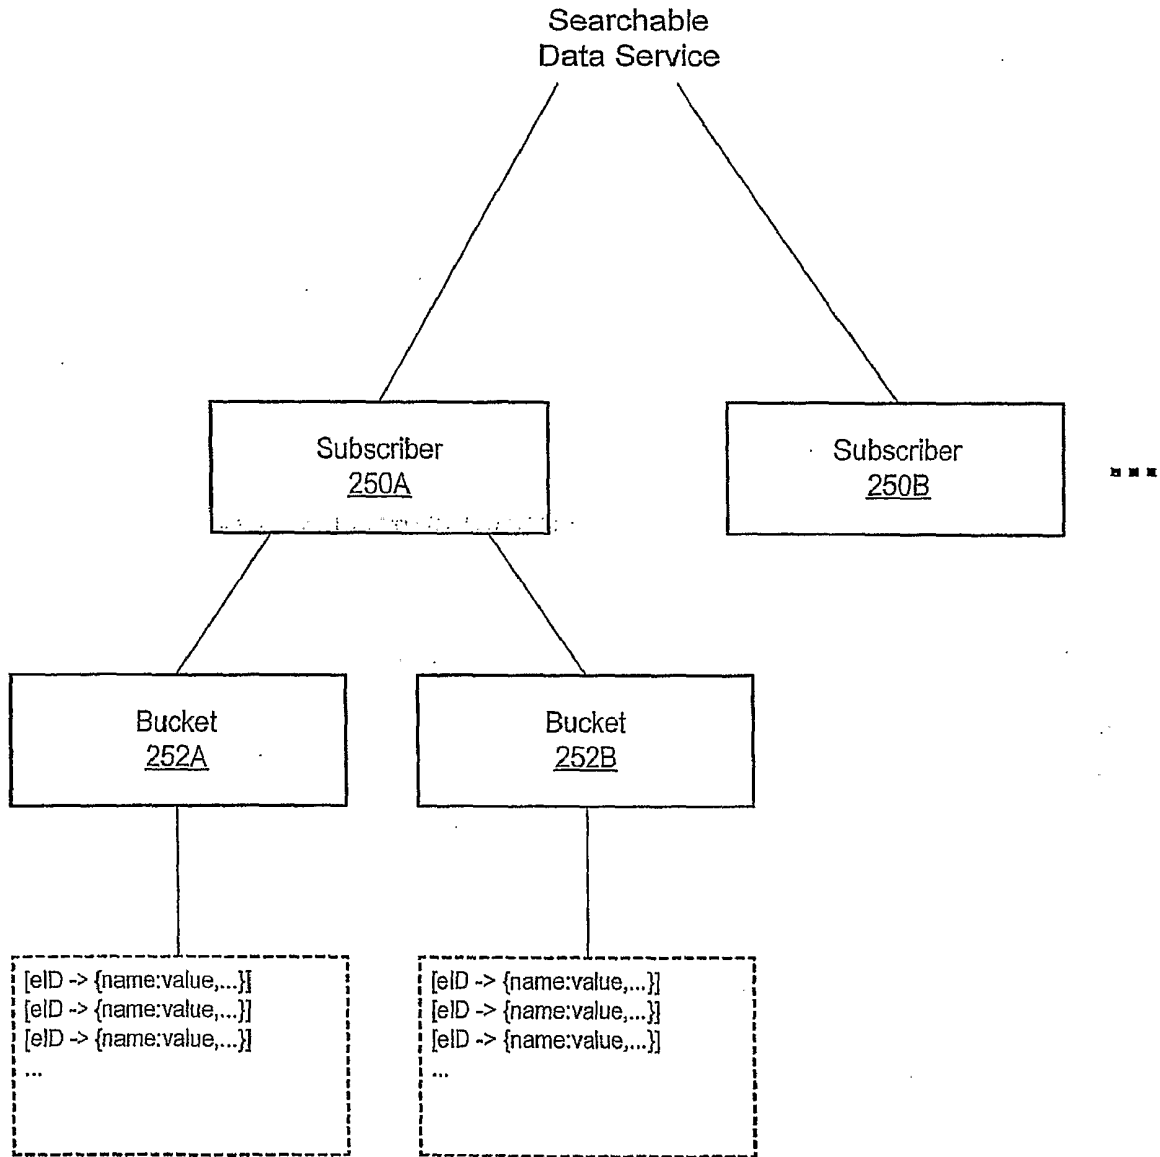 Searchable
Data Service
Subscriber
250A
Subscriber
250B
...
Bucket
252A
Bucket
252B
[eID -> {name:value,...}]
[eID -> {name:value,...}]
[eID -> {name:value,...}]
...
[eID -> {name:value,...}]
[eID -> {name:value,...}]
[eID -> {name:value,...}]
...